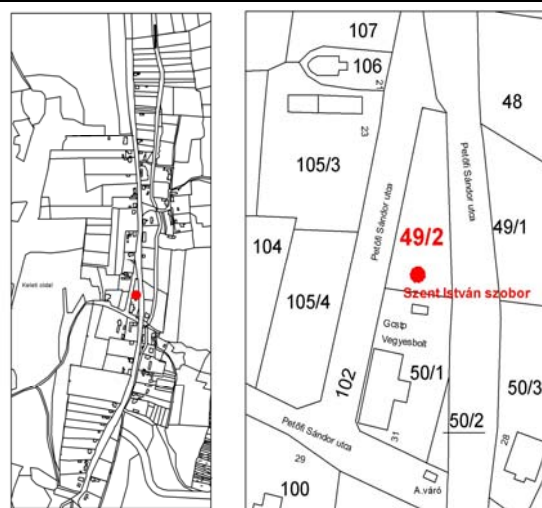 Keleti oldal
107
106
21
23
105/3
48
Petőfi Sándor utca
Petőfi Sándor utca
49/2
49/1
104
Szent István szobor
105/4
Vegyesbolt
102
50/1
50/3
50/2
Petőfi Sándor utca
31
28
29
A.váró
100